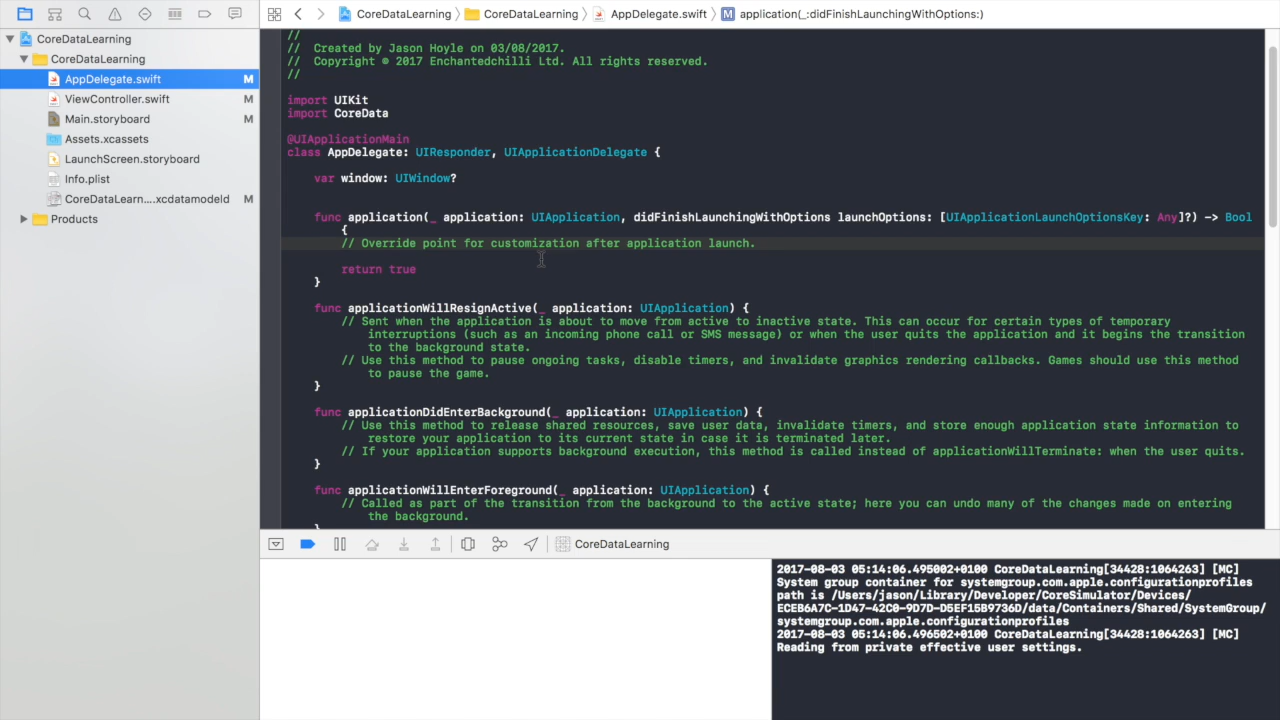 CoreDataLearning
CoreDataLearning
AppDelegate.swift M
ViewController.swift M
Main.storyboard M
Assets.xcassets
LaunchScreen.storyboard
Info.plist
CoreDataLearn....xcdatamodeld M
Products
CoreDataLearning CoreDataLearning AppDelegate.swift M application(_:didFinishLaunchingWithOptions:)
//
// Created by Jason Hoyle on 03/08/2017.
// Copyright © 2017 Enchantedchilli Ltd. All rights reserved.
//
import UIKit
import CoreData
@UIApplicationMain
class AppDelegate: UIResponder, UIApplicationDelegate {
var window: UIWindow?
func application(_ application: UIApplication, didFinishLaunchingWithOptions launchOptions: [UIApplicationLaunchOptionsKey: Any]?) -> Bool
{
// Override point for customization after application launch.
return true
}
func applicationWillResignActive(_ application: UIApplication) {
// Sent when the application is about to move from active to inactive state. This can occur for certain types of temporary
interruptions (such as an incoming phone call or SMS message) or when the user quits the application and it begins the transition
to the background state.
// Use this method to pause ongoing tasks, disable timers, and invalidate graphics rendering callbacks. Games should use this method
to pause the game.
}
func applicationDidEnterBackground(_ application: UIApplication) {
// Use this method to release shared resources, save user data, invalidate timers, and store enough application state information to
restore your application to its current state in case it is terminated later.
// If your application supports background execution, this method is called instead of applicationWillTerminate: when the user quits.
}
func applicationWillEnterForeground(_ application: UIApplication) {
// Called as part of the transition from the background to the active state; here you can undo many of the changes made on entering
the background.
}
CoreDataLearning
2017-08-03 05:14:06.495002+0100 CoreDataLearning[34428:1064263] [MC]
System group container for systemgroup.com.apple.configurationprofiles
path is /Users/jason/Library/Developer/CoreSimulator/Devices/
ECEB6A7C-1D47-42C0-9D7D-D5EF15B9736D/data/Containers/Shared/SystemGroup/
systemgroup.com.apple.configurationprofiles
2017-08-03 05:14:06.496502+0100 CoreDataLearning[34428:1064263] [MC]
Reading from private effective user settings.